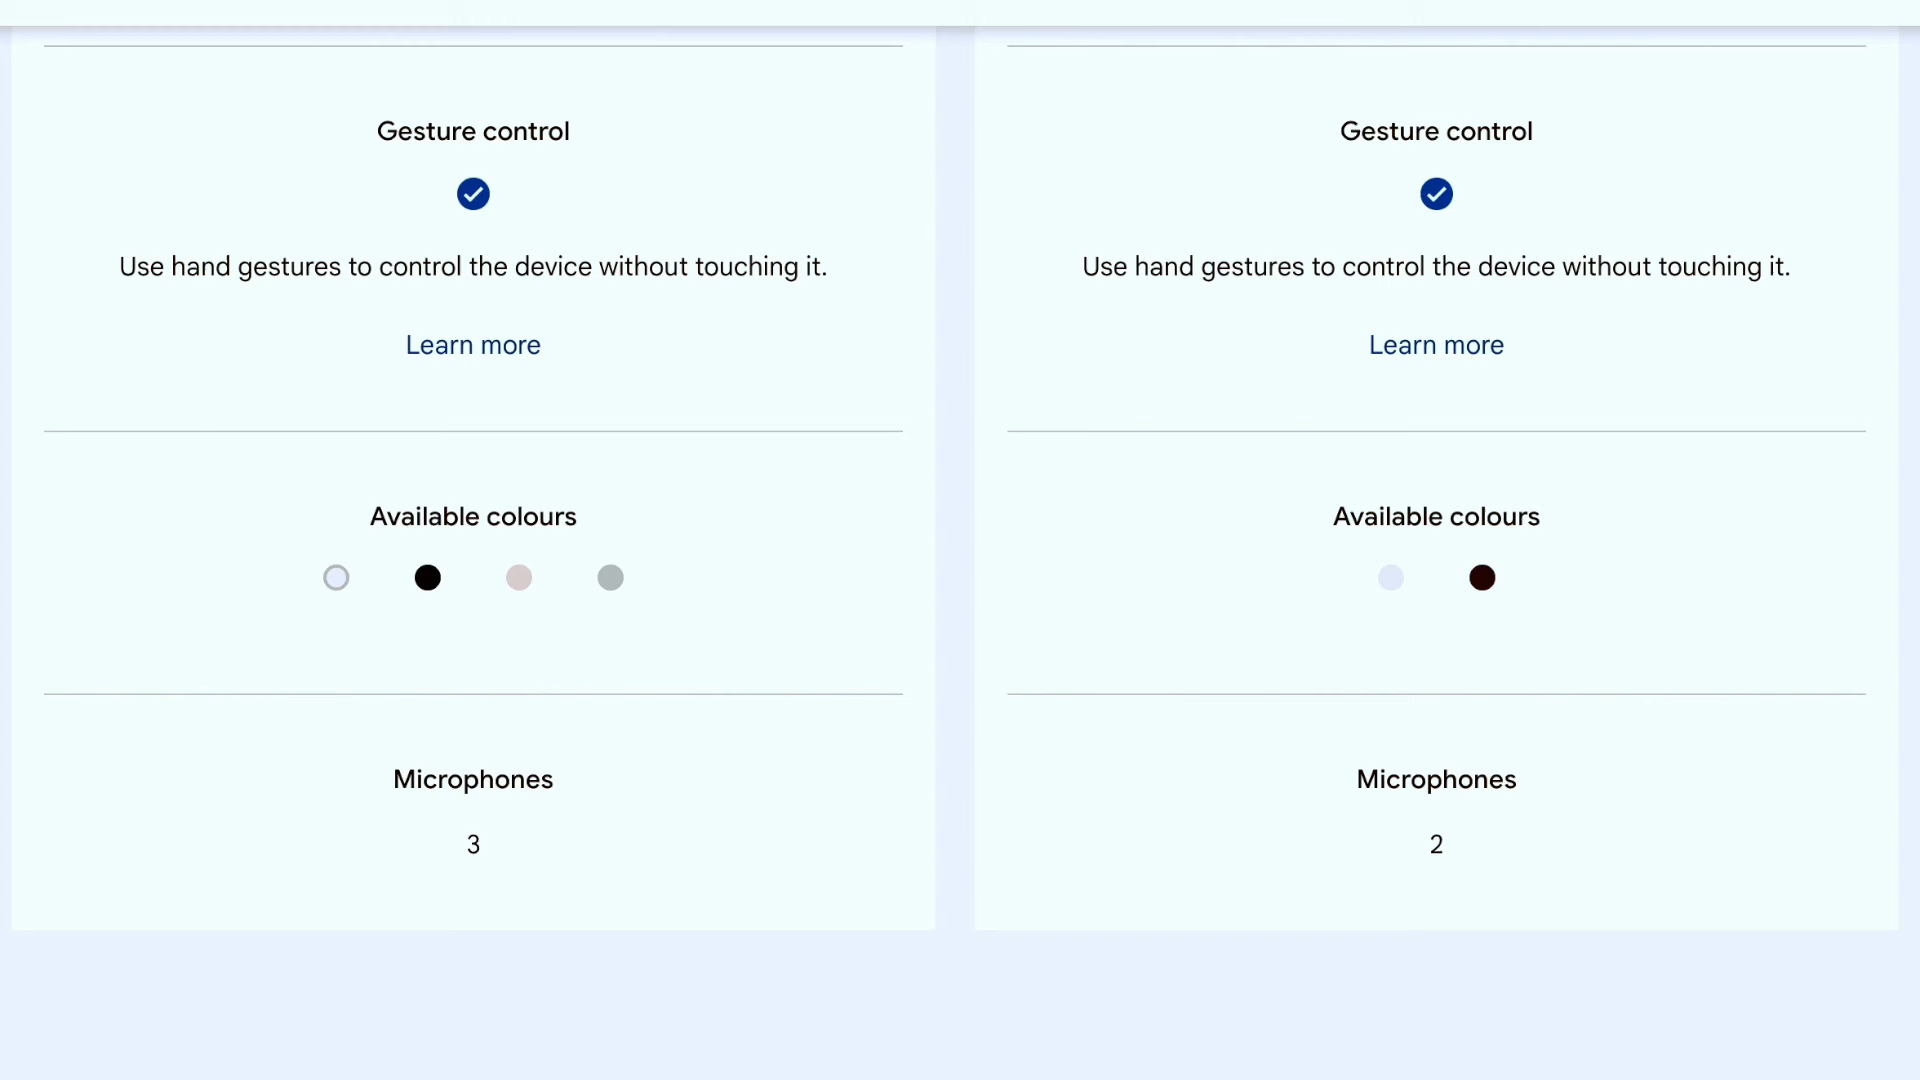 Gesture control
Use hand gestures to control the device without touching it.
Learn more
Available colours
Microphones
3
Gesture control
Use hand gestures to control the device without touching it.
Learn more
Available colours
Microphones
2